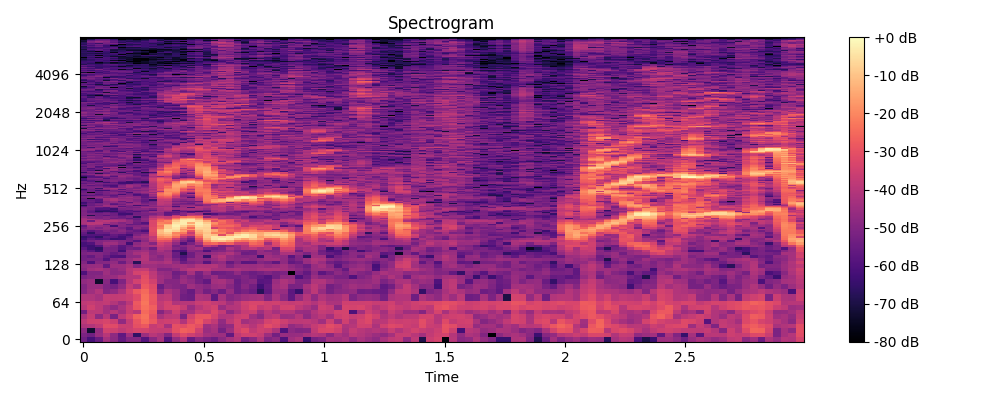 Spectrogram
+0 dB
4096
-10 dB
2048
-20 dB
1024
-30 dB
Hz
512
-40 dB
256
-50 dB
128
-60 dB
64
-70 dB
0
-80 dB
0 0.5 1 1.5 2 2.5
Time